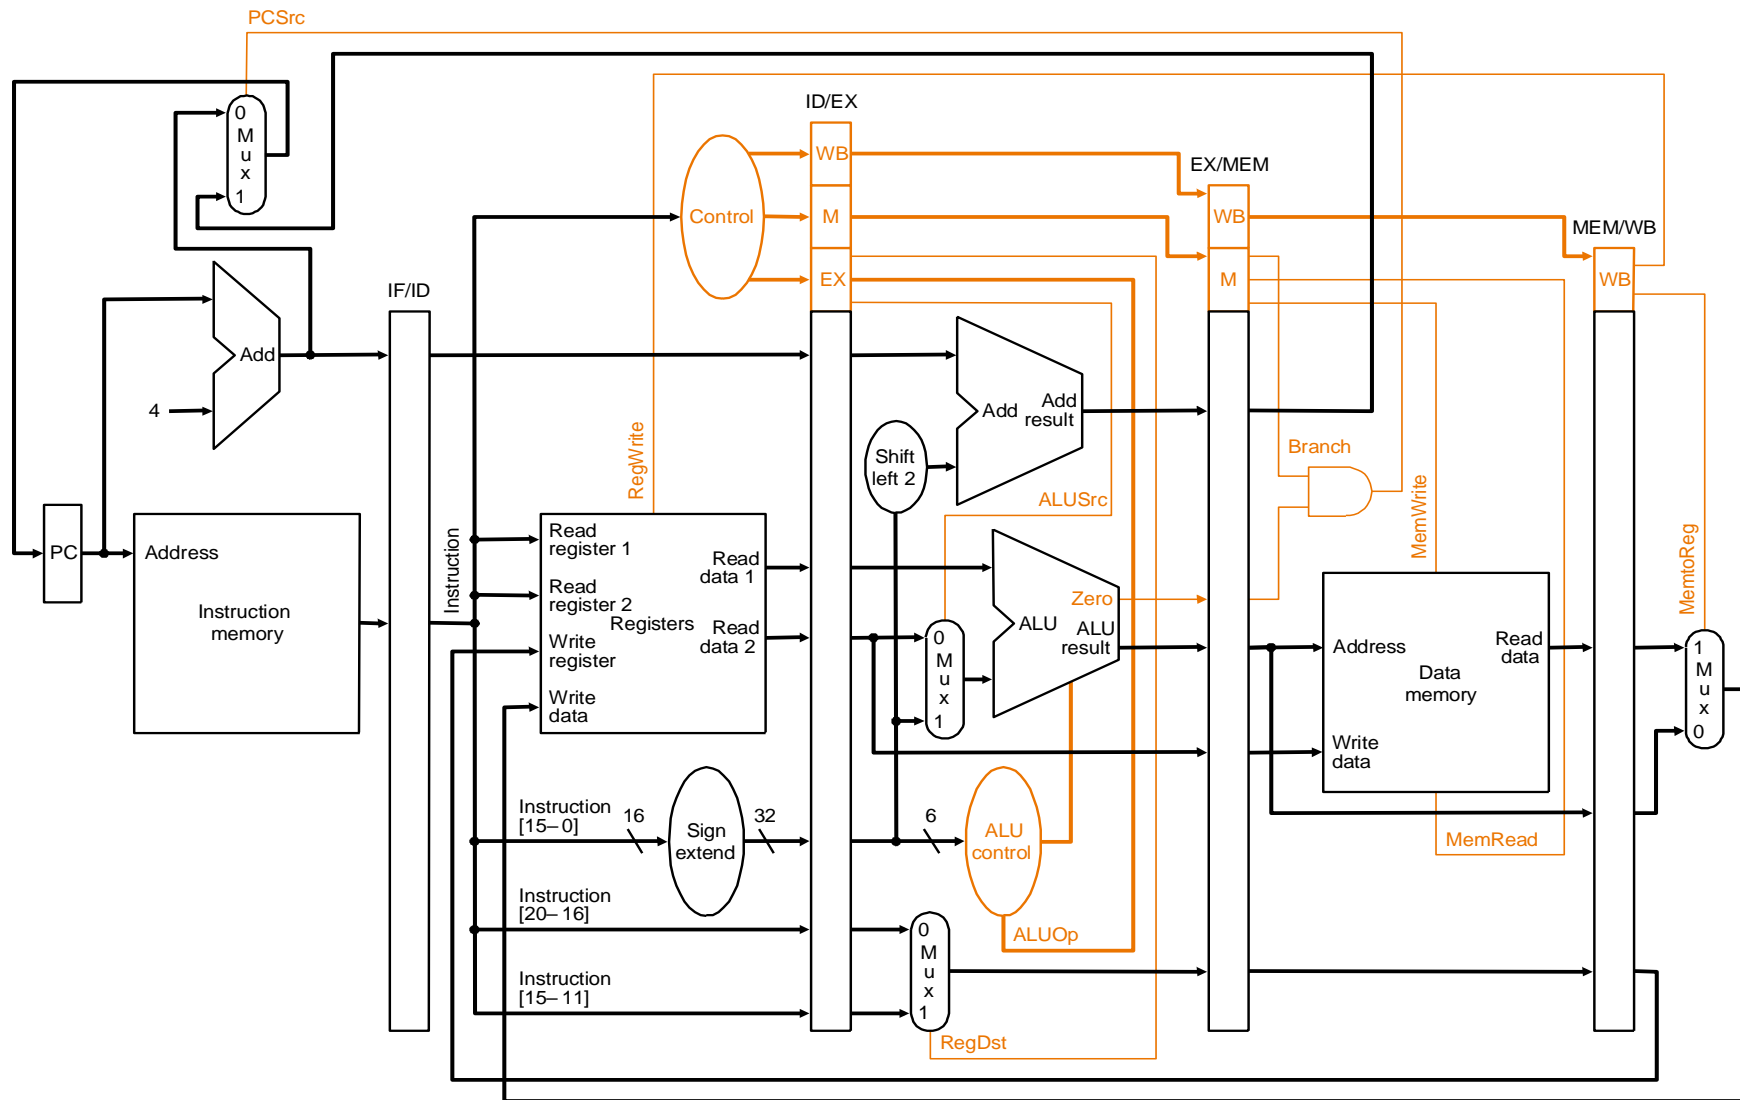 PCSrc
ID/EX
0
M
u
x
1
WB
EX/MEM
Control
M
WB
MEM/WB
EX
M
WB
IF/ID
Add
4
Add
Add
result
Shift
left 2
RegWrite
Branch
ALUSrc
MemWrite
MemtoReg
PC
Address
Instruction
memory
Instruction
Read
register 1
Read
register 2
Registers
Write
register
Write
data
Read
data 1
Read
data 2
0
M
u
x
1
Zero
ALU
ALU
result
Address
Read
data
Data
memory
Write
data
1
M
u
x
0
Instruction
[15–0]
16
Sign
extend
32
6
ALU
control
MemRead
Instruction
[20–16]
0
M
u
x
1
ALUOp
Instruction
[15–11]
RegDst